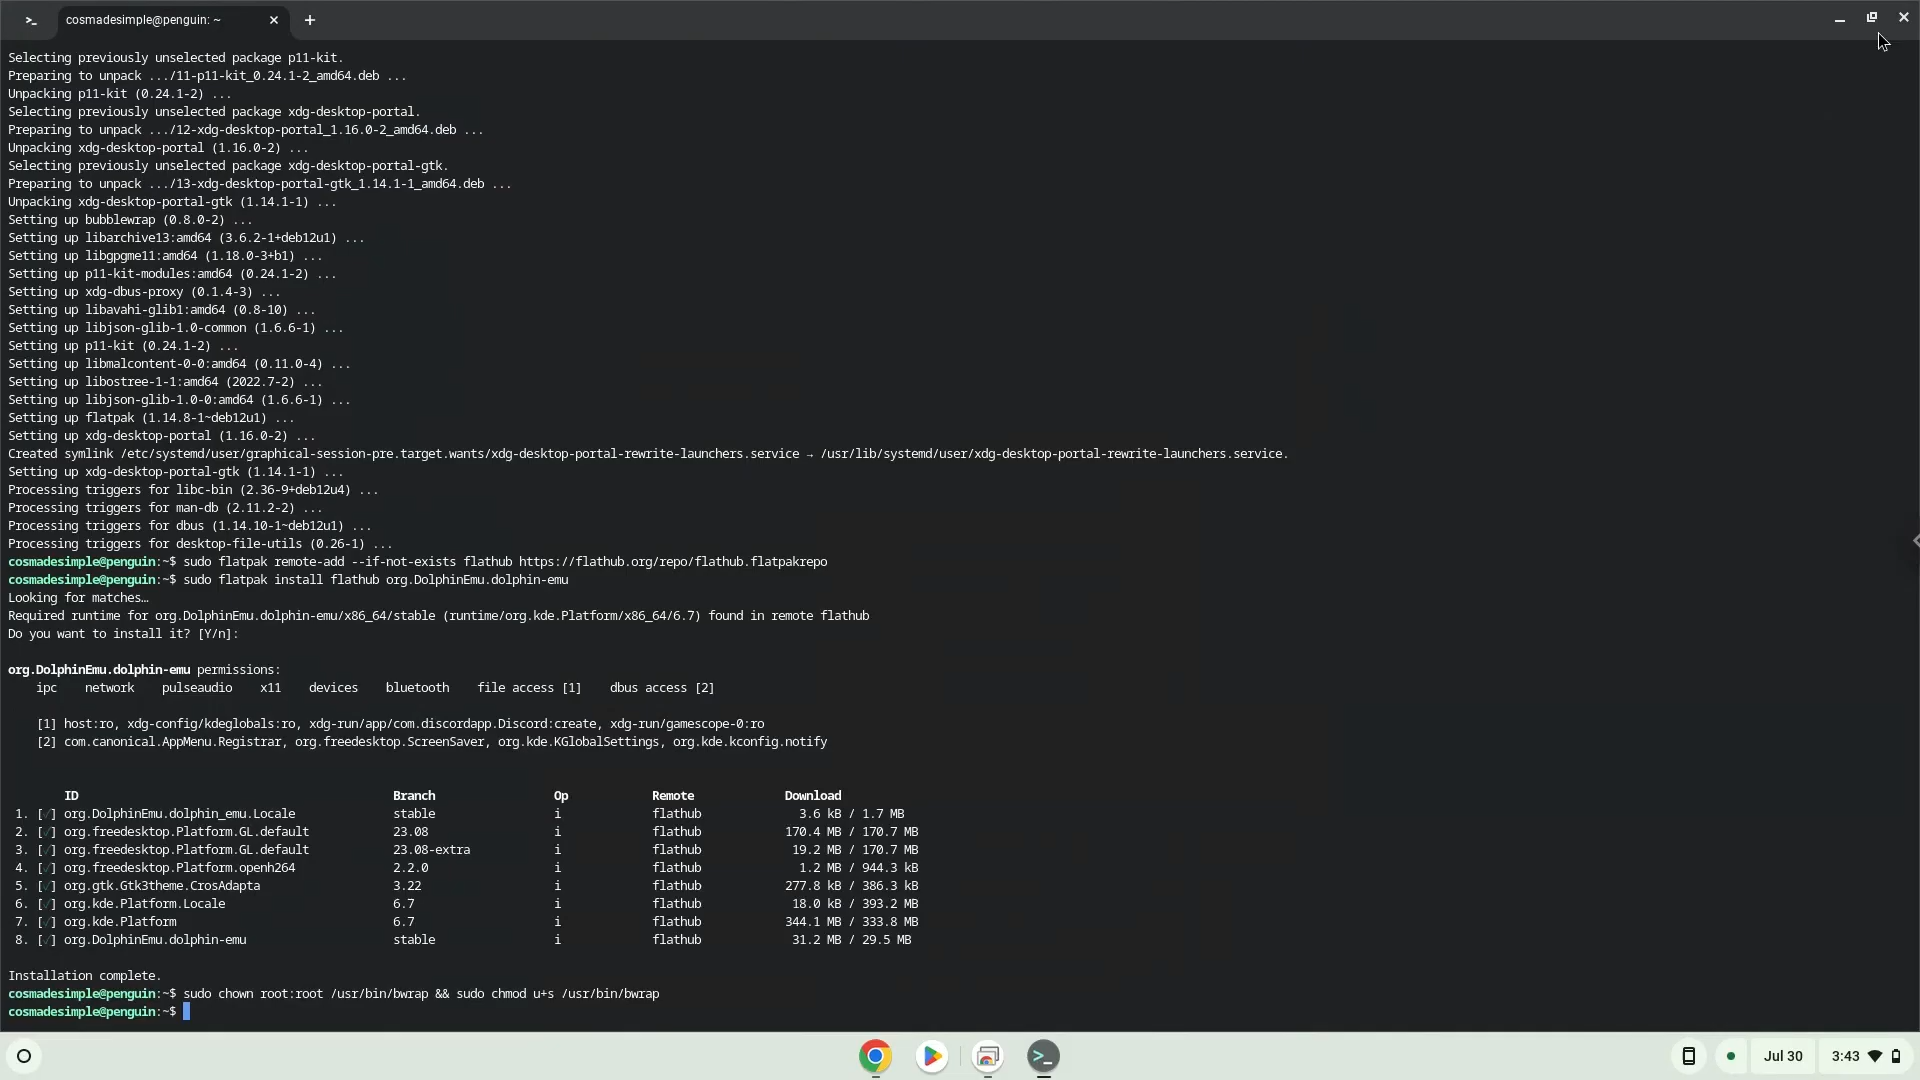 cosmadesimple@penguin: ~
Selecting previously unselected package p11-kit.
Preparing to unpack .../11-p11-kit_0.24.1-2_amd64.deb ...
Unpacking p11-kit (0.24.1-2) ...
Selecting previously unselected package xdg-desktop-portal.
Preparing to unpack .../12-xdg-desktop-portal_1.16.0-2_amd64.deb ...
Unpacking xdg-desktop-portal (1.16.0-2) ...
Selecting previously unselected package xdg-desktop-portal-gtk.
Preparing to unpack .../13-xdg-desktop-portal-gtk_1.14.1-1_amd64.deb ...
Unpacking xdg-desktop-portal-gtk (1.14.1-1) ...
Setting up bubblewrap (0.8.0-2) ...
Setting up libarchive13:amd64 (3.6.2-1+deb12u1) ...
Setting up libgpgme11:amd64 (1.18.0-3+b1) ...
Setting up p11-kit-modules:amd64 (0.24.1-2) ...
Setting up xdg-dbus-proxy (0.1.4-3) ...
Setting up libavahi-glib1:amd64 (0.8-10) ...
Setting up libjson-glib-1.0-common (1.6.6-1) ...
Setting up p11-kit (0.24.1-2) ...
Setting up libmalcontent-0-0:amd64 (0.11.0-4) ...
Setting up libostree-1-1:amd64 (2022.7-2) ...
Setting up libjson-glib-1.0-0:amd64 (1.6.6-1) ...
Setting up flatpak (1.14.8-1~deb12u1) ...
Setting up xdg-desktop-portal (1.16.0-2) ...
Created symlink /etc/systemd/user/graphical-session-pre.target.wants/xdg-desktop-portal-rewrite-launchers.service → /usr/lib/systemd/user/xdg-desktop-portal-rewrite-launchers.service.
Setting up xdg-desktop-portal-gtk (1.14.1-1) ...
Processing triggers for libc-bin (2.36-9+deb12u4) ...
Processing triggers for man-db (2.11.2-2) ...
Processing triggers for dbus (1.14.10-1~deb12u1) ...
Processing triggers for desktop-file-utils (0.26-1) ...
cosmadesimple@penguin:~$ sudo flatpak remote-add --if-not-exists flathub https://flathub.org/repo/flathub.flatpakrepo
cosmadesimple@penguin:~$ sudo flatpak install flathub org.DolphinEmu.dolphin-emu
Looking for matches…
Required runtime for org.DolphinEmu.dolphin-emu/x86_64/stable (runtime/org.kde.Platform/x86_64/6.7) found in remote flathub
Do you want to install it? [Y/n]:
org.DolphinEmu.dolphin-emu permissions:
ipc network pulseaudio x11 devices bluetooth file access [1] dbus access [2]
[1] host:ro, xdg-config/kdeglobals:ro, xdg-run/app/com.discordapp.Discord:create, xdg-run/gamescope-0:ro
[2] com.canonical.AppMenu.Registrar, org.freedesktop.ScreenSaver, org.kde.KGlobalSettings, org.kde.kconfig.notify
ID Branch Op Remote Download
1. [✓] org.DolphinEmu.dolphin_emu.Locale stable i flathub 3.6 kB / 1.7 MB
2. [✓] org.freedesktop.Platform.GL.default 23.08 i flathub 170.4 MB / 170.7 MB
3. [✓] org.freedesktop.Platform.GL.default 23.08-extra i flathub 19.2 MB / 170.7 MB
4. [✓] org.freedesktop.Platform.openh264 2.2.0 i flathub 1.2 MB / 944.3 kB
5. [✓] org.gtk.Gtk3theme.CrosAdapta 3.22 i flathub 277.8 kB / 386.3 kB
6. [✓] org.kde.Platform.Locale 6.7 i flathub 18.0 kB / 393.2 MB
7. [✓] org.kde.Platform 6.7 i flathub 344.1 MB / 333.8 MB
8. [✓] org.DolphinEmu.dolphin-emu stable i flathub 31.2 MB / 29.5 MB
Installation complete.
cosmadesimple@penguin:~$ sudo chown root:root /usr/bin/bwrap && sudo chmod u+s /usr/bin/bwrap
cosmadesimple@penguin:~$
Jul 30 3:43